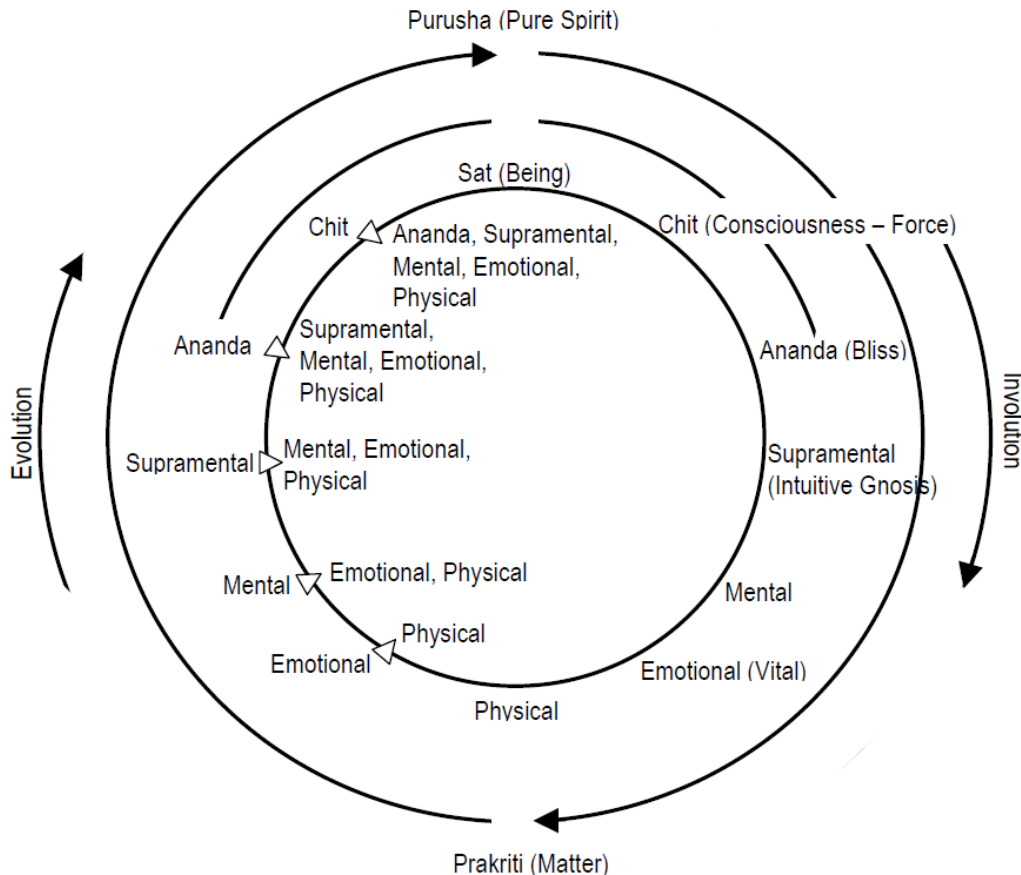 Purusha (Pure Spirit)
Sat (Being)
Chit
Ananda, Supramental,
Mental, Emotional,
Physical
Chit (Consciousness – Force)
Ananda
Supramental,
Mental, Emotional,
Physical
Ananda (Bliss)
Evolution
Involution
Supramental
Mental, Emotional,
Physical
Supramental
(Intuitive Gnosis)
Mental
Emotional, Physical
Mental
Emotional
Physical
Emotional (Vital)
Physical
Prakriti (Matter)